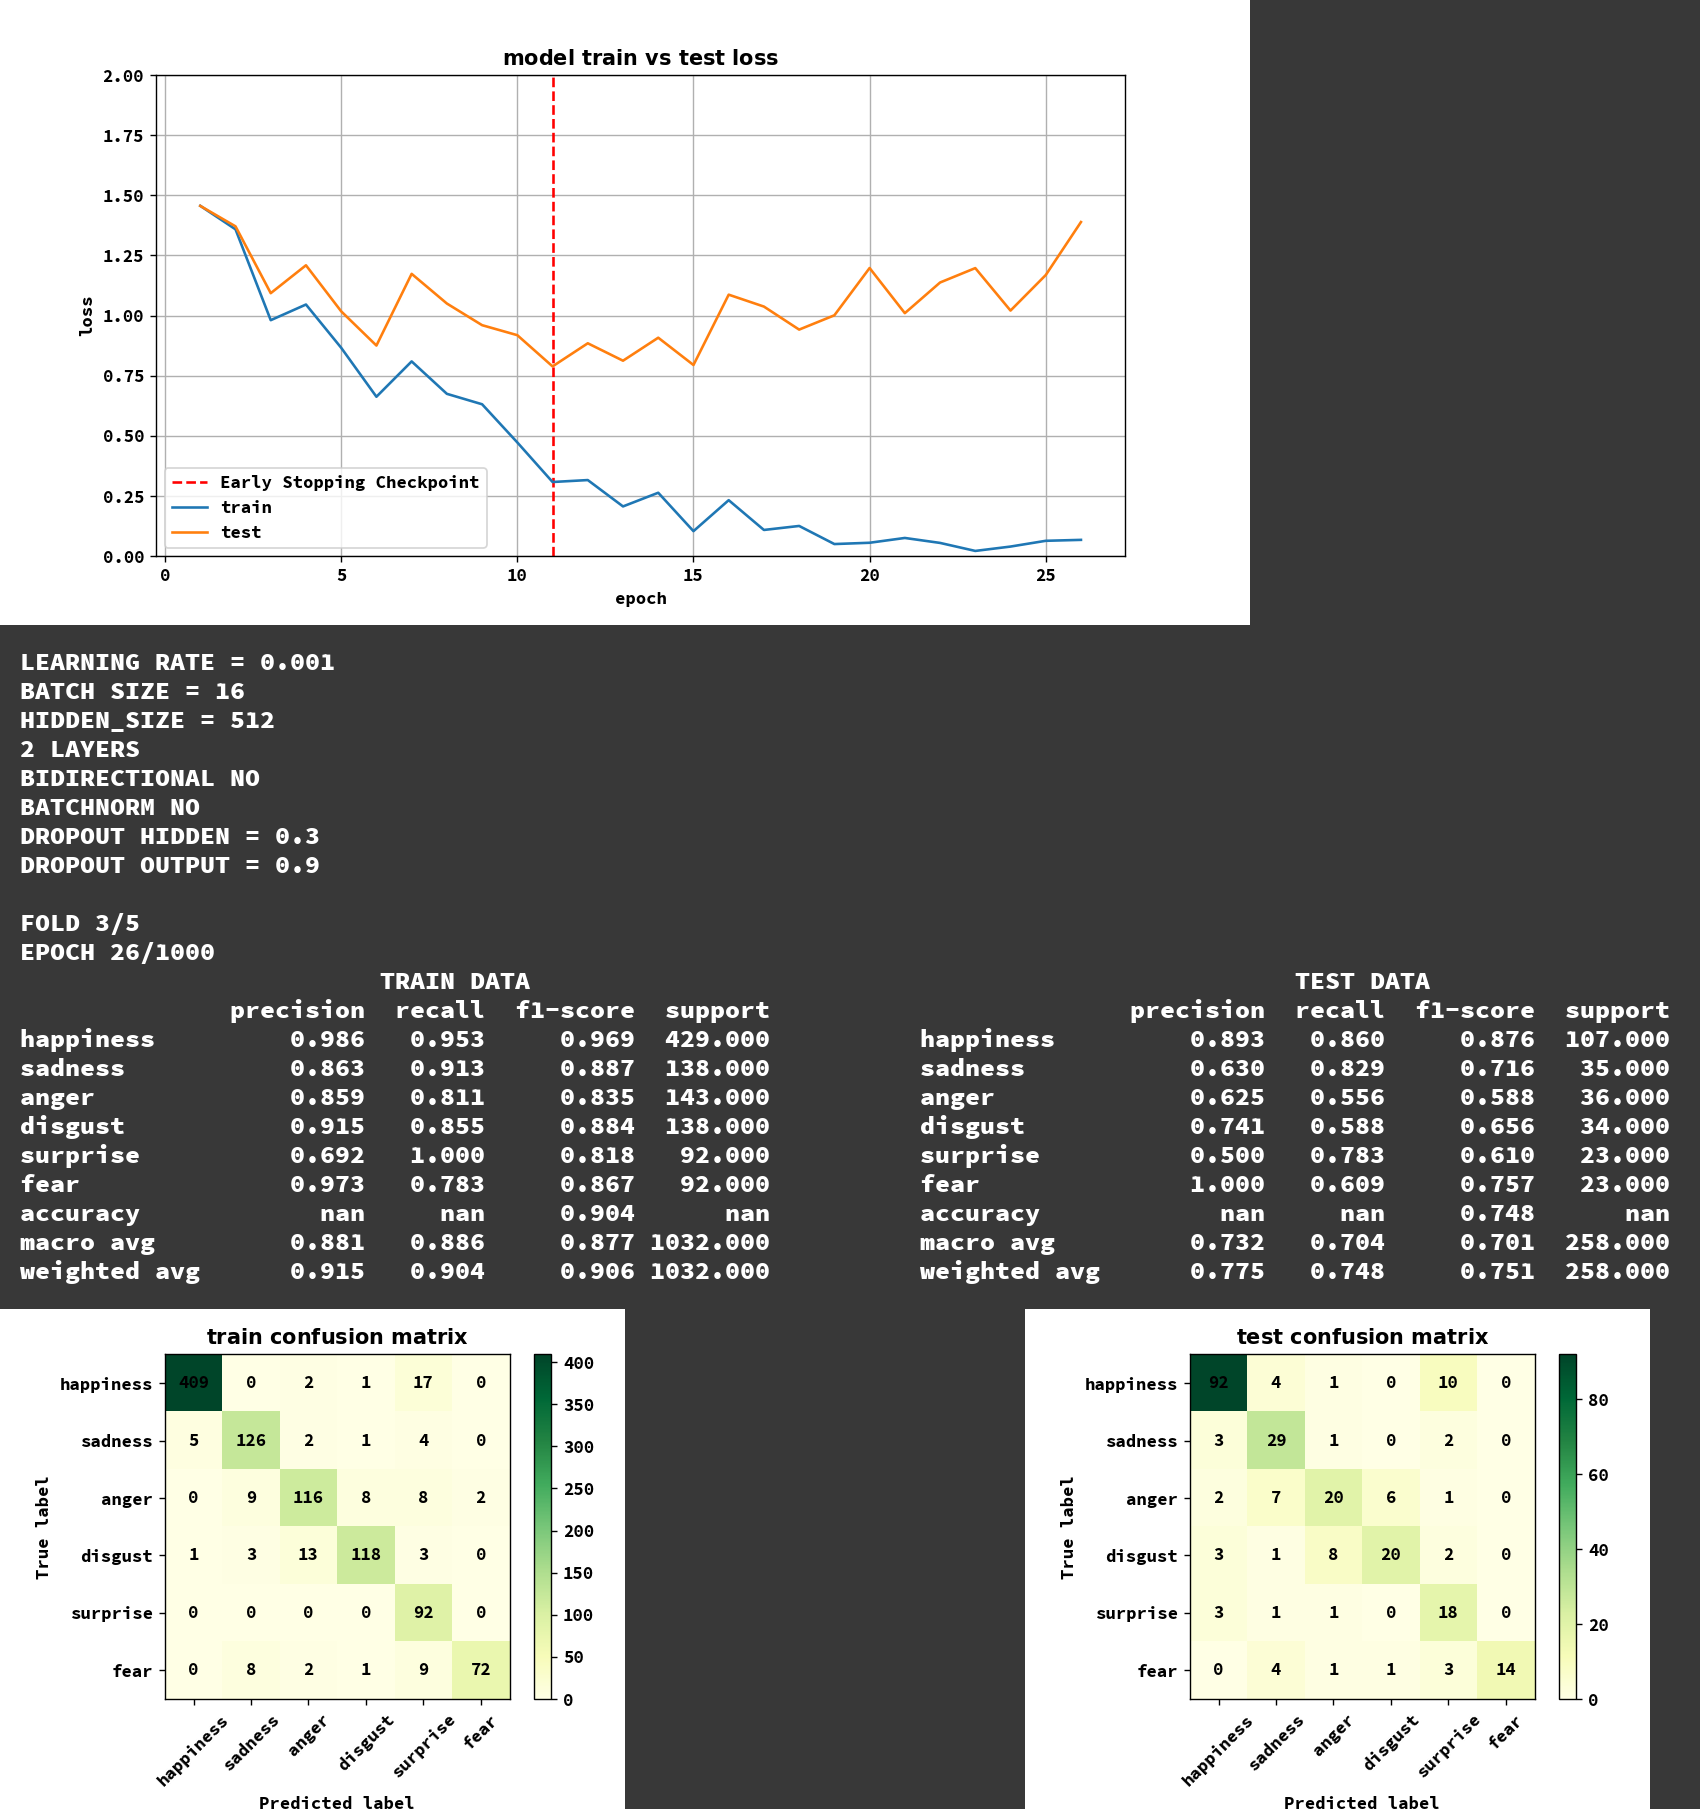 model train vs test loss
2.00
1.75
1.50
1.25
1.00
0.75
0.50
0.25
0.00
loss
Early Stopping Checkpoint
train
test
0 5 10 15 20 25
epoch
LEARNING RATE = 0.001
BATCH SIZE = 16
HIDDEN_SIZE = 512
2 LAYERS
BIDIRECTIONAL NO
BATCHNORM NO
DROPOUT HIDDEN = 0.3
DROPOUT OUTPUT = 0.9
FOLD 3/5
EPOCH 26/1000
TRAIN DATA
precision recall f1-score support
happiness 0.986 0.953 0.969 429.000
sadness 0.863 0.913 0.887 138.000
anger 0.859 0.811 0.835 143.000
disgust 0.915 0.855 0.884 138.000
surprise 0.692 1.000 0.818 92.000
fear 0.973 0.783 0.867 92.000
accuracy nan nan 0.904 nan
macro avg 0.881 0.886 0.877 1032.000
weighted avg 0.915 0.904 0.906 1032.000
TEST DATA
precision recall f1-score support
happiness 0.893 0.860 0.876 107.000
sadness 0.630 0.829 0.716 35.000
anger 0.625 0.556 0.588 36.000
disgust 0.741 0.588 0.656 34.000
surprise 0.500 0.783 0.610 23.000
fear 1.000 0.609 0.757 23.000
accuracy nan nan 0.748 nan
macro avg 0.732 0.704 0.701 258.000
weighted avg 0.775 0.748 0.751 258.000
train confusion matrix
True label
happiness 409 0 2 1 17 0
sadness 5 126 2 1 4 0
anger 0 9 116 8 8 2
disgust 1 3 13 118 3 0
surprise 0 0 0 0 92 0
fear 0 8 2 1 9 72
happiness sadness anger disgust surprise fear
Predicted label
400
350
300
250
200
150
100
50
0
test confusion matrix
True label
happiness 92 4 1 0 10 0
sadness 3 29 1 0 2 0
anger 2 7 20 6 1 0
disgust 3 1 8 20 2 0
surprise 3 1 1 0 18 0
fear 0 4 1 1 3 14
happiness sadness anger disgust surprise fear
Predicted label
80
60
40
20
0